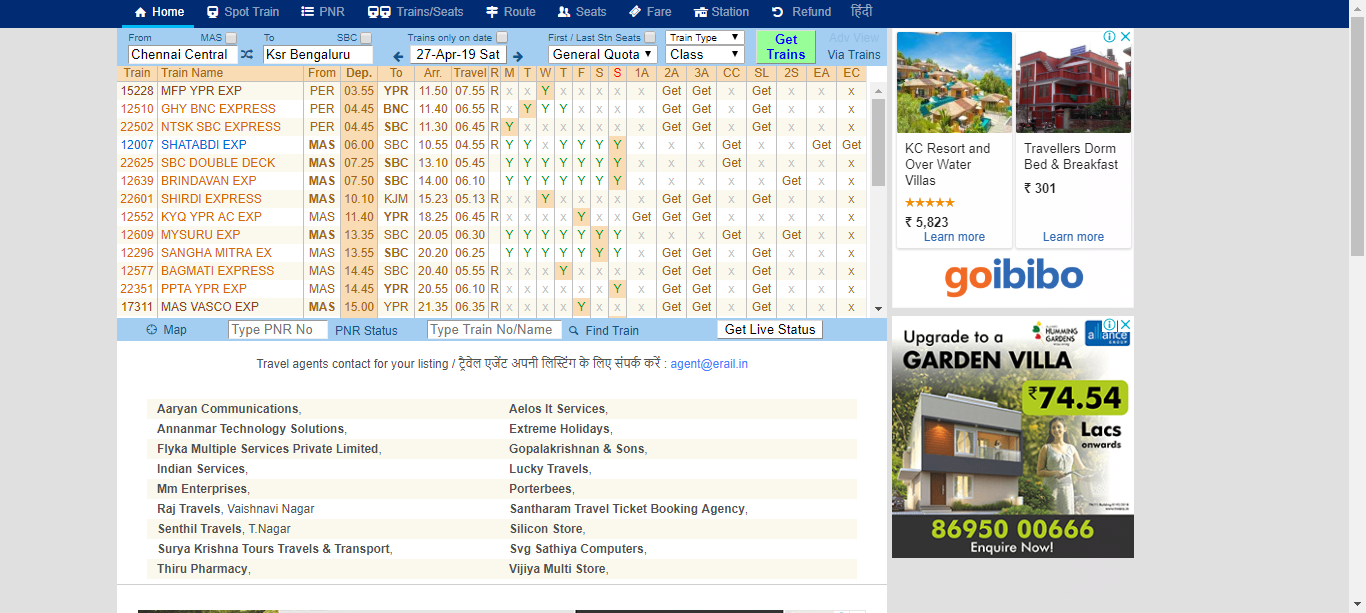 Home Spot Train PNR Trains/Seats Route Seats Fare Station Refund हिंदी
From MAS To SBC Trains only on date First / Last Stn Seats Train Type Get Trains Adv View
Chennai Central Ksr Bengaluru 27-Apr-19 Sat General Quota Class Via Trains
Train Train Name From Dep. To Arr. Travel R M T W T F S S 1A 2A 3A CC SL 2S EA EC
15228 MFP YPR EXP PER 03.55 YPR 11.50 07.55 R x x Y x x x x x Get Get x Get x x x
12510 GHY BNC EXPRESS PER 04.45 BNC 11.40 06.55 R x Y Y Y x x x x Get Get x Get x x x
22502 NTSK SBC EXPRESS PER 04.45 SBC 11.30 06.45 R Y x x x x x x x Get Get x Get x x x
12007 SHATABDI EXP MAS 06.00 SBC 10.55 04.55 R Y Y x Y Y Y Y x x x Get x x Get Get
22625 SBC DOUBLE DECK MAS 07.25 SBC 13.10 05.45 Y Y Y Y Y Y Y x x x Get x x x x
12639 BRINDAVAN EXP MAS 07.50 SBC 14.00 06.10 Y Y Y Y Y Y Y x x x x x Get x x
22601 SHIRDI EXPRESS MAS 10.10 KJM 15.23 05.13 R x x Y x x x x x Get Get x Get x x x
12552 KYQ YPR AC EXP MAS 11.40 YPR 18.25 06.45 R x x x x Y x x Get Get Get x x x x x
12609 MYSURU EXP MAS 13.35 SBC 20.05 06.30 Y Y Y Y Y Y Y x x x Get x Get x x
12296 SANGHA MITRA EX MAS 13.55 SBC 20.20 06.25 Y Y Y Y Y Y Y x Get Get x Get x x x
12577 BAGMATI EXPRESS MAS 14.45 SBC 20.40 05.55 R x x x Y x x x x Get Get x Get x x x
22351 PPTA YPR EXP MAS 14.45 YPR 20.55 06.10 R x x x x x x Y x Get Get x Get x x x
17311 MAS VASCO EXP MAS 15.00 YPR 21.35 06.35 R x x x x Y x x x Get Get x Get x x x
Map Type PNR No PNR Status Type Train No/Name Find Train Get Live Status
Travel agents contact for your listing / ट्रैवेल एजेंट अपनी लिस्टिंग के लिए संपर्क करें : agent@erail.in
Aaryan Communications, Aelos It Services,
Annanmar Technology Solutions, Extreme Holidays,
Flyka Multiple Services Private Limited, Gopalakrishnan & Sons,
Indian Services, Lucky Travels,
Mm Enterprises, Porterbees,
Raj Travels, Vaishnavi Nagar Santharam Travel Ticket Booking Agency,
Senthil Travels, T.Nagar Silicon Store,
Surya Krishna Tours Travels & Transport, Svg Sathiya Computers,
Thiru Pharmacy, Vijiya Multi Store,
KC Resort and
Over Water
Villas
₹ 5,823
Learn more
Travellers Dorm
Bed & Breakfast
₹ 301
Learn more
goibibo
HUMMING
GARDENS
alliance
GROUP
Upgrade to a
GARDEN VILLA
₹74.54
Lacs
onwards
86950 00666
Enquire Now!